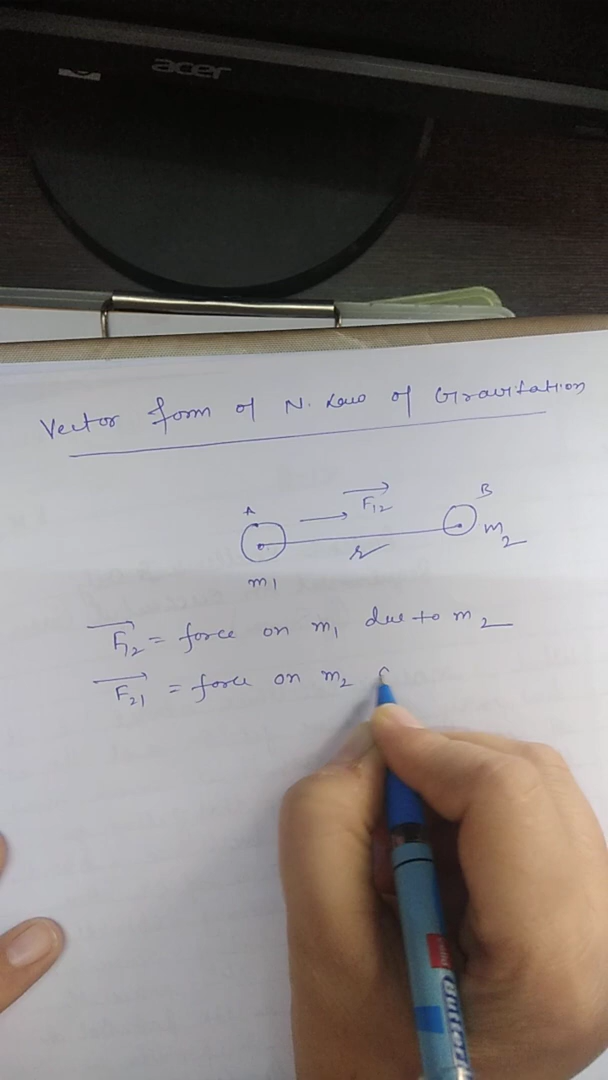 acer
Vector form of N. Law of Gravitation
A
B
F₁₂
r
m₁
m₂
F₁₂ = force on m₁ due to m₂
F₂₁ = force on m₂